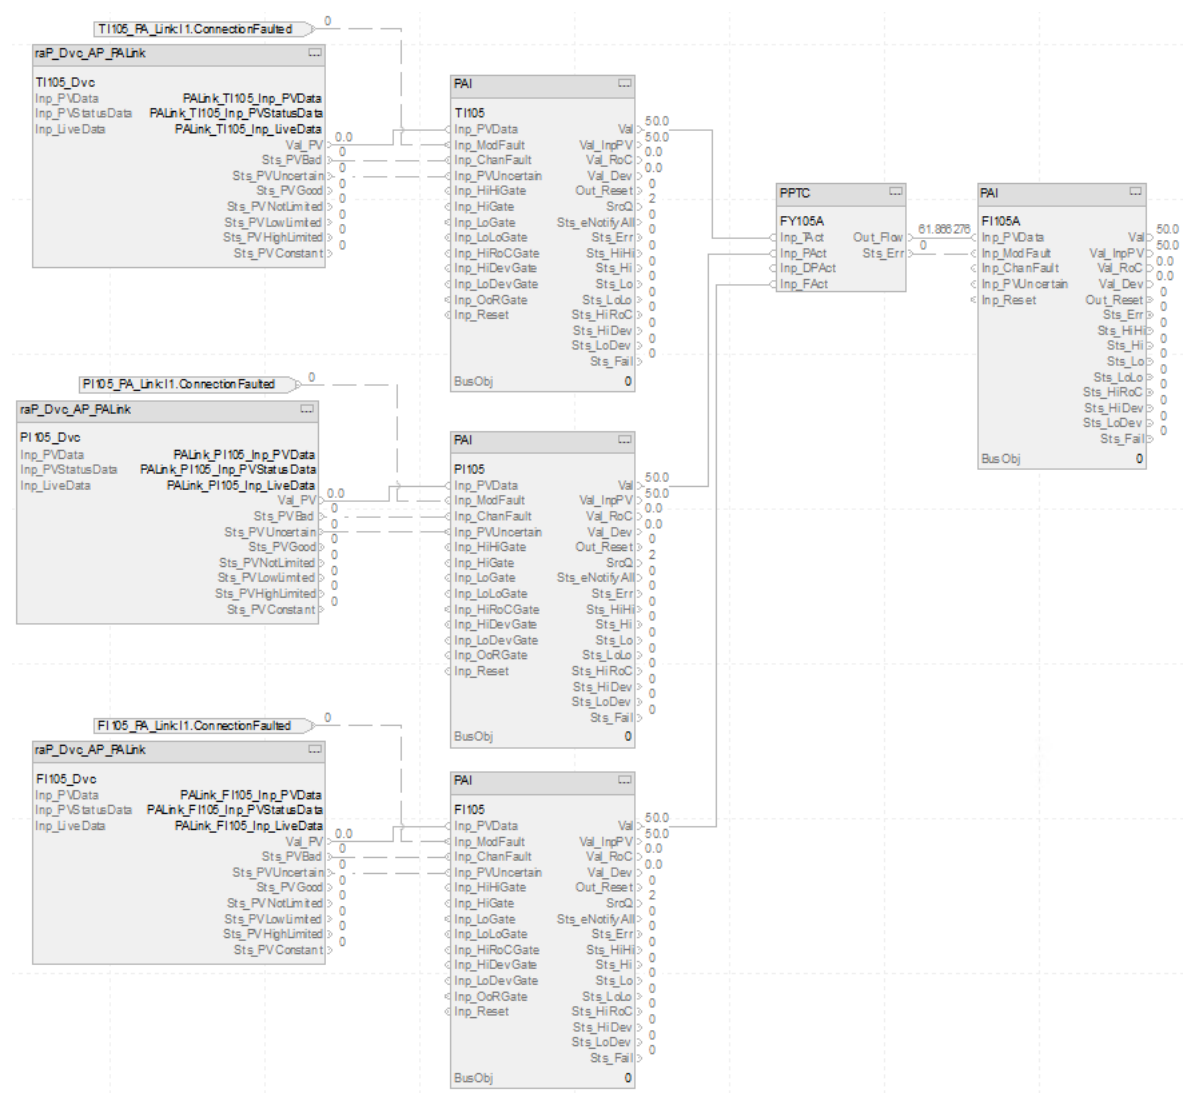 TI105_PA_Link:I1.ConnectionFaulted 0
raP_Dvc_AP_PALink
TI105_Dvc
Inp_PVData PALink_TI105_Inp_PVData
Inp_PVStatusData PALink_TI105_Inp_PVStatusData
Inp_LiveData PALink_TI105_Inp_LiveData
Val_PV 0.0
Sts_PVBad 0
Sts_PVUncertain 0
Sts_PVGood 0
Sts_PVNotLimited 0
Sts_PVLowLimited 0
Sts_PVHighLimited 0
Sts_PVConstant 0
PAI
TI105
Inp_PVData Val 50.0
Inp_ModFault Val_InpPV 50.0
Inp_ChanFault Val_RoC 0.0
Inp_PVUncertain Val_Dev 0.0
Inp_HiHiGate Out_Reset 0
Inp_HiGate SrcQ 2
Inp_LoGate Sts_eNotifyAll 0
Inp_LoLoGate Sts_Err 0
Inp_HiRoCGate Sts_HiHi 0
Inp_HiDevGate Sts_Hi 0
Inp_LoDevGate Sts_Lo 0
Inp_OoRGate Sts_LoLo 0
Inp_Reset Sts_HiRoC 0
Sts_HiDev 0
Sts_LoDev 0
Sts_Fail 0
BusObj 0
PPTC
FY105A
Inp_TAct Out_Flow 61.866276
Inp_PAct Sts_Err 0
Inp_DPAct
Inp_FAct
PAI
FI105A
Inp_PVData Val 50.0
Inp_ModFault Val_InpPV 50.0
Inp_ChanFault Val_RoC 0.0
Inp_PVUncertain Val_Dev 0.0
Inp_Reset Out_Reset 0
Sts_Err 0
Sts_HiHi 0
Sts_Hi 0
Sts_Lo 0
Sts_LoLo 0
Sts_HiRoC 0
Sts_HiDev 0
Sts_LoDev 0
Sts_Fail 0
BusObj 0
PI105_PA_Link:I1.ConnectionFaulted 0
raP_Dvc_AP_PALink
PI105_Dvc
Inp_PVData PALink_PI105_Inp_PVData
Inp_PVStatusData PALink_PI105_Inp_PVStatusData
Inp_LiveData PALink_PI105_Inp_LiveData
Val_PV 0.0
Sts_PVBad 0
Sts_PVUncertain 0
Sts_PVGood 0
Sts_PVNotLimited 0
Sts_PVLowLimited 0
Sts_PVHighLimited 0
Sts_PVConstant 0
PAI
PI105
Inp_PVData Val 50.0
Inp_ModFault Val_InpPV 50.0
Inp_ChanFault Val_RoC 0.0
Inp_PVUncertain Val_Dev 0.0
Inp_HiHiGate Out_Reset 0
Inp_HiGate SrcQ 2
Inp_LoGate Sts_eNotifyAll 0
Inp_LoLoGate Sts_Err 0
Inp_HiRoCGate Sts_HiHi 0
Inp_HiDevGate Sts_Hi 0
Inp_LoDevGate Sts_Lo 0
Inp_OoRGate Sts_LoLo 0
Inp_Reset Sts_HiRoC 0
Sts_HiDev 0
Sts_LoDev 0
Sts_Fail 0
BusObj 0
FI105_PA_Link:I1.ConnectionFaulted 0
raP_Dvc_AP_PALink
FI105_Dvc
Inp_PVData PALink_FI105_Inp_PVData
Inp_PVStatusData PALink_FI105_Inp_PVStatusData
Inp_LiveData PALink_FI105_Inp_LiveData
Val_PV 0.0
Sts_PVBad 0
Sts_PVUncertain 0
Sts_PVGood 0
Sts_PVNotLimited 0
Sts_PVLowLimited 0
Sts_PVHighLimited 0
Sts_PVConstant 0
PAI
FI105
Inp_PVData Val 50.0
Inp_ModFault Val_InpPV 50.0
Inp_ChanFault Val_RoC 0.0
Inp_PVUncertain Val_Dev 0.0
Inp_HiHiGate Out_Reset 0
Inp_HiGate SrcQ 2
Inp_LoGate Sts_eNotifyAll 0
Inp_LoLoGate Sts_Err 0
Inp_HiRoCGate Sts_HiHi 0
Inp_HiDevGate Sts_Hi 0
Inp_LoDevGate Sts_Lo 0
Inp_OoRGate Sts_LoLo 0
Inp_Reset Sts_HiRoC 0
Sts_HiDev 0
Sts_LoDev 0
Sts_Fail 0
BusObj 0